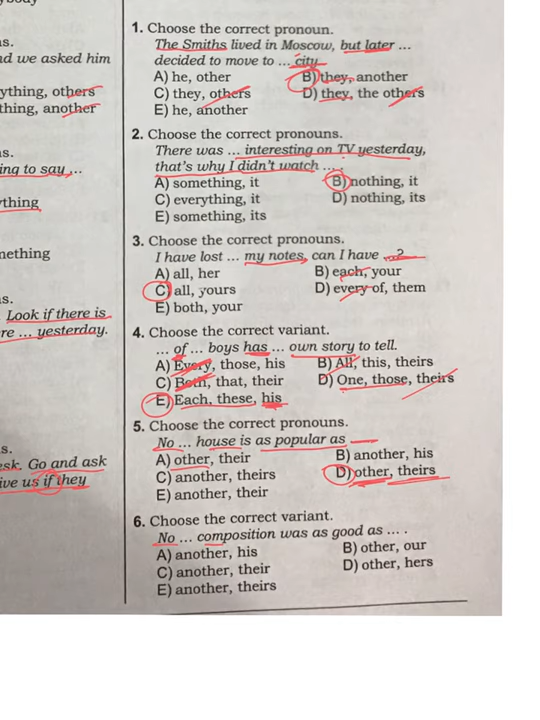 s.
d we asked him
ything, others
thing, another
s.
ing to say ...
thing
nething
s.
Look if there is
re ... yesterday.
s.
esk. Go and ask
ive us if they
1. Choose the correct pronoun.
The Smiths lived in Moscow, but later ...
decided to move to ... city.
A) he, other B) they, another
C) they, others D) they, the others
E) he, another
2. Choose the correct pronouns.
There was ... interesting on TV yesterday,
that's why I didn't watch ... .
A) something, it B) nothing, it
C) everything, it D) nothing, its
E) something, its
3. Choose the correct pronouns.
I have lost ... my notes, can I have ...?
A) all, her B) each, your
C) all, yours D) every of, them
E) both, your
4. Choose the correct variant.
... of ... boys has ... own story to tell.
A) Every, those, his B) All, this, theirs
C) Both, that, their D) One, those, theirs
E) Each, these, his
5. Choose the correct pronouns.
No ... house is as popular as
A) other, their B) another, his
C) another, theirs D) other, theirs
E) another, their
6. Choose the correct variant.
No ... composition was as good as ... .
A) another, his B) other, our
C) another, their D) other, hers
E) another, theirs